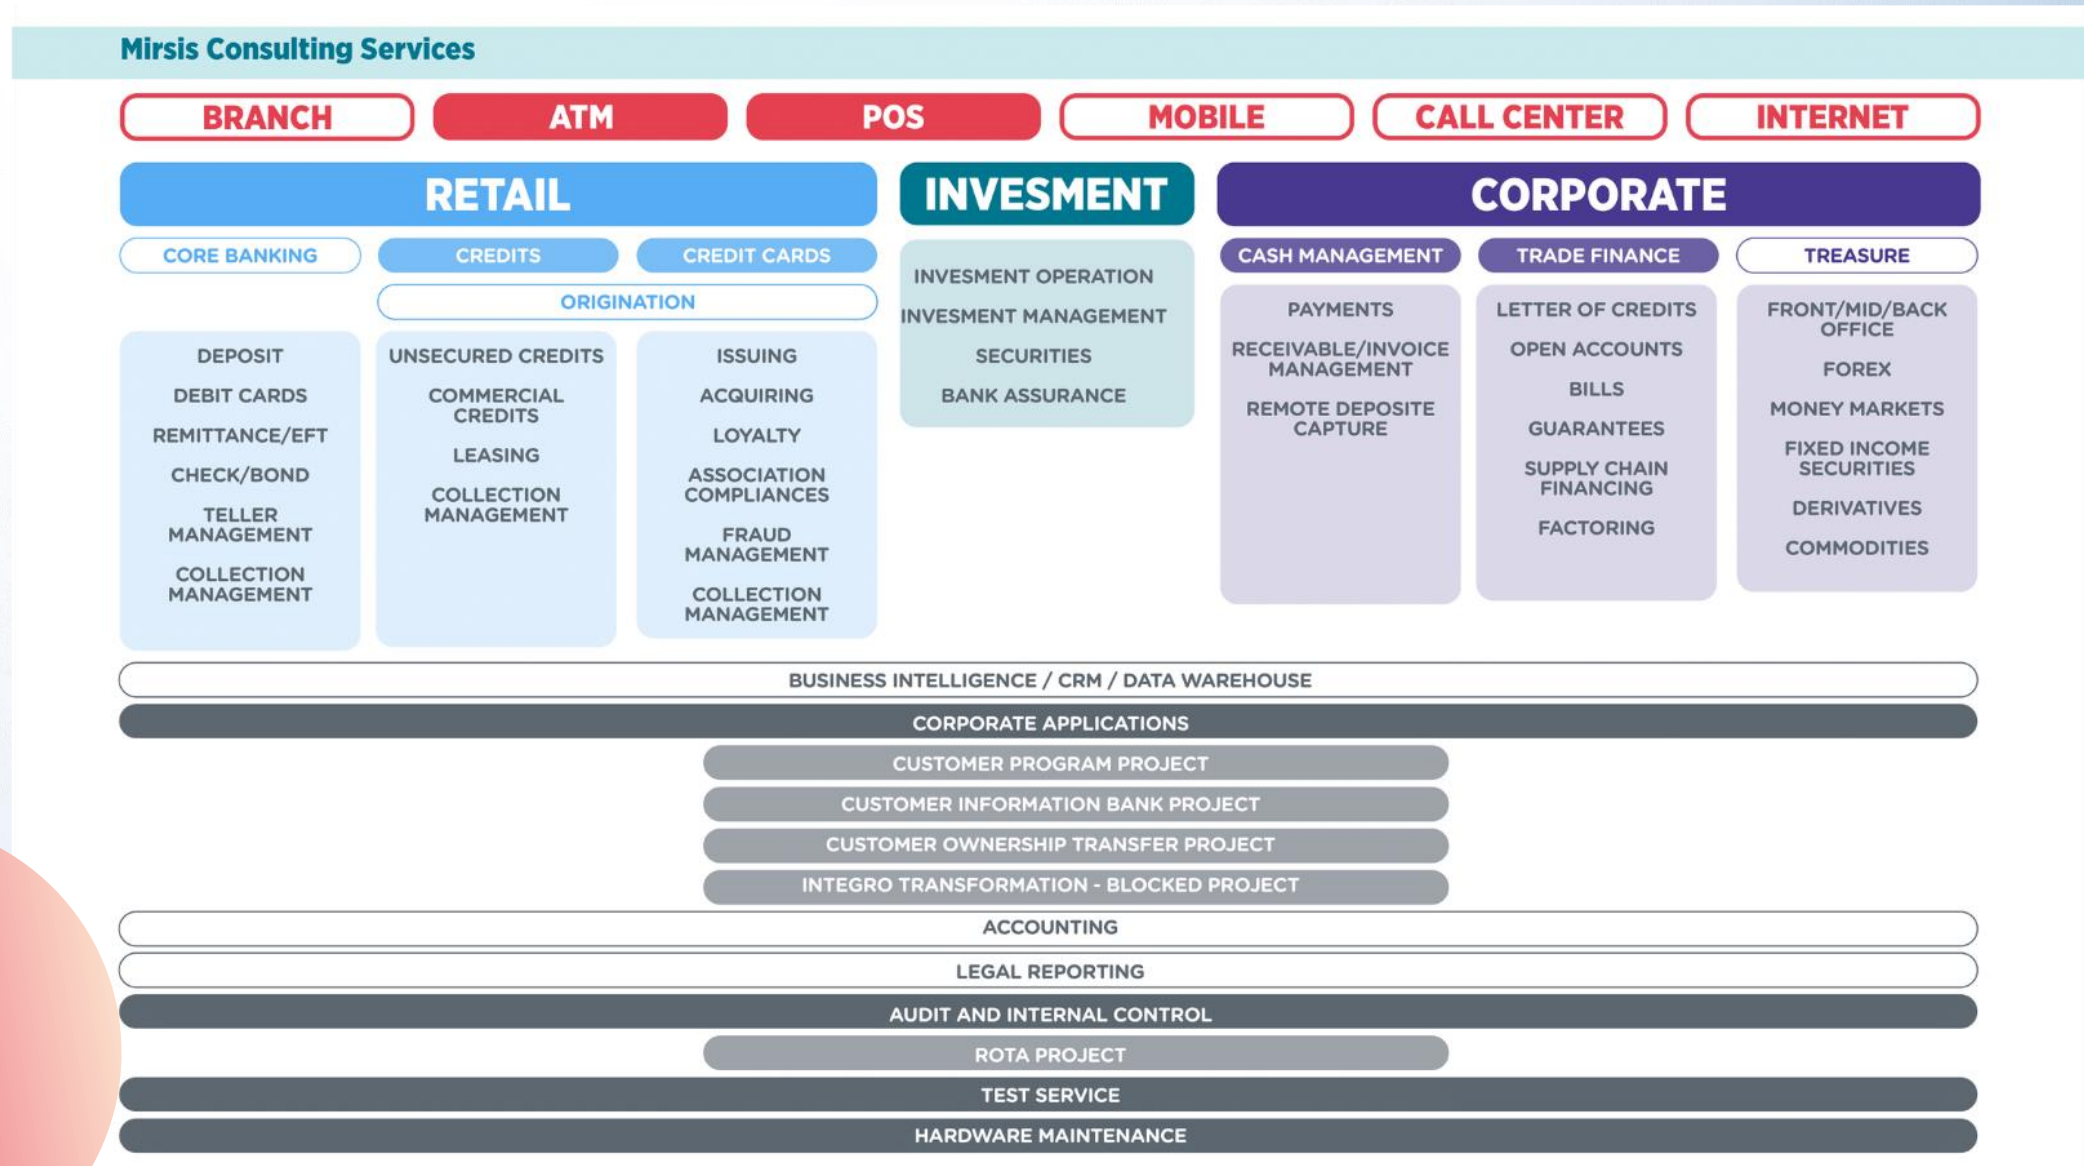 Mirsis Consulting Services
BRANCH
ATM
POS
MOBILE
CALL CENTER
INTERNET
RETAIL
INVESMENT
CORPORATE
CORE BANKING
CREDITS
CREDIT CARDS
ORIGINATION
DEPOSIT
DEBIT CARDS
REMITTANCE/EFT
CHECK/BOND
TELLER
MANAGEMENT
COLLECTION
MANAGEMENT
UNSECURED CREDITS
COMMERCIAL
CREDITS
LEASING
COLLECTION
MANAGEMENT
ISSUING
ACQUIRING
LOYALTY
ASSOCIATION
COMPLIANCES
FRAUD
MANAGEMENT
COLLECTION
MANAGEMENT
INVESMENT OPERATION
INVESMENT MANAGEMENT
SECURITIES
BANK ASSURANCE
CASH MANAGEMENT
TRADE FINANCE
TREASURE
PAYMENTS
RECEIVABLE/INVOICE
MANAGEMENT
REMOTE DEPOSITE
CAPTURE
LETTER OF CREDITS
OPEN ACCOUNTS
BILLS
GUARANTEES
SUPPLY CHAIN
FINANCING
FACTORING
FRONT/MID/BACK
OFFICE
FOREX
MONEY MARKETS
FIXED INCOME
SECURITIES
DERIVATIVES
COMMODITIES
BUSINESS INTELLIGENCE / CRM / DATA WAREHOUSE
CORPORATE APPLICATIONS
CUSTOMER PROGRAM PROJECT
CUSTOMER INFORMATION BANK PROJECT
CUSTOMER OWNERSHIP TRANSFER PROJECT
INTEGRO TRANSFORMATION - BLOCKED PROJECT
ACCOUNTING
LEGAL REPORTING
AUDIT AND INTERNAL CONTROL
ROTA PROJECT
TEST SERVICE
HARDWARE MAINTENANCE